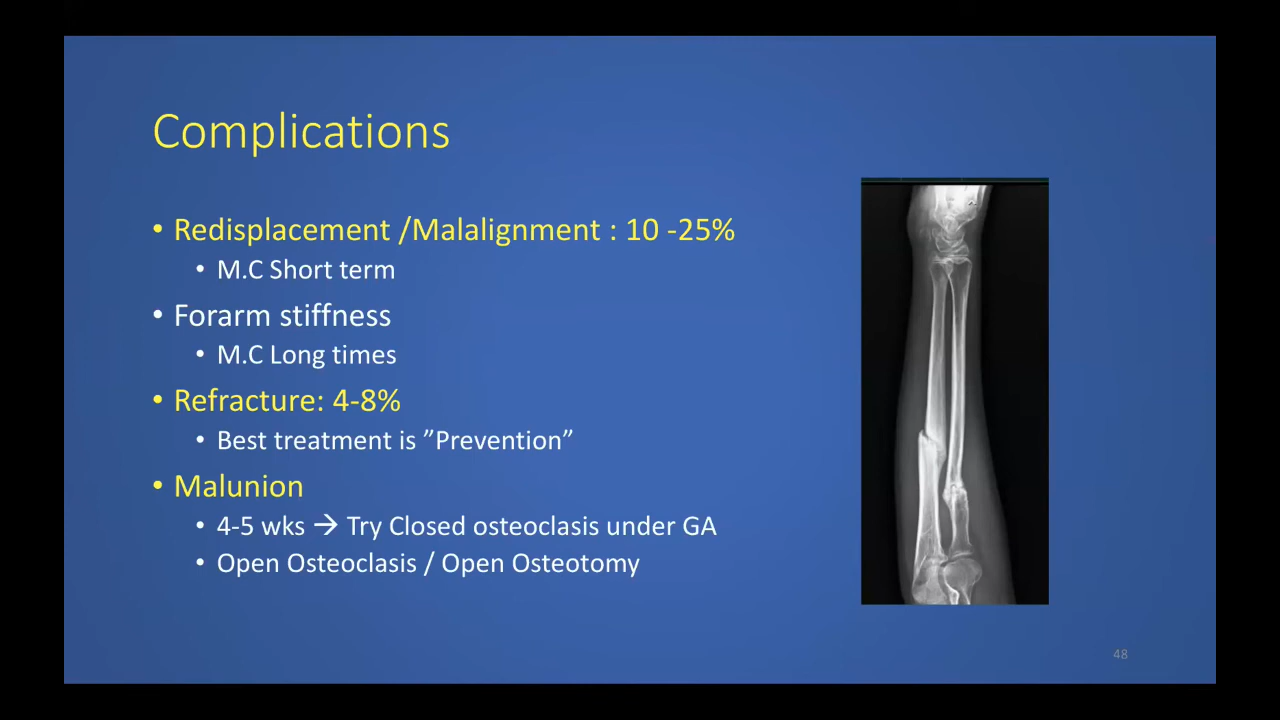 Complications
• Redisplacement /Malalignment : 10 -25%
• M.C Short term
• Forarm stiffness
• M.C Long times
• Refracture: 4-8%
• Best treatment is ”Prevention”
• Malunion
• 4-5 wks → Try Closed osteoclasis under GA
• Open Osteoclasis / Open Osteotomy
48